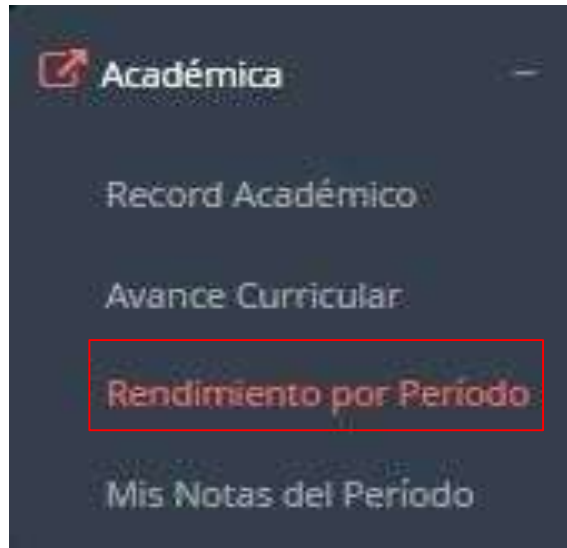 Académica
Record Académico
Avance Curricular
Rendimiento por Período
Mis Notas del Período